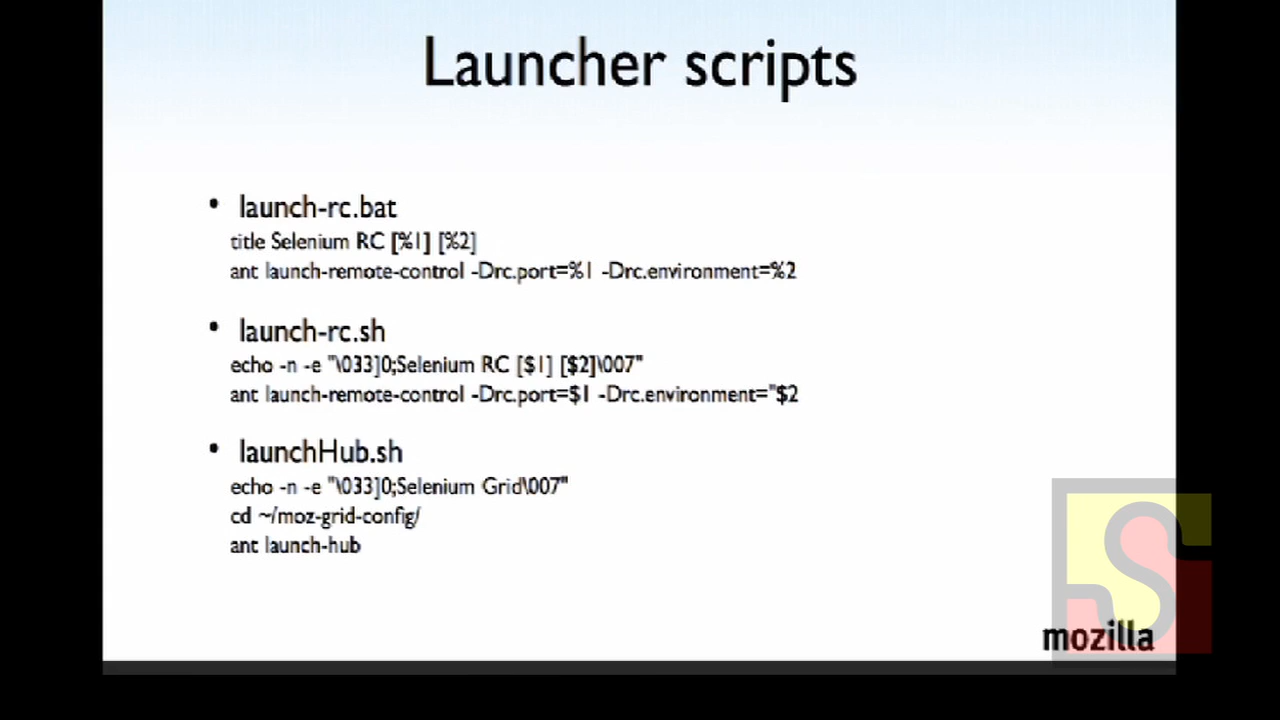 Launcher scripts
• launch-rc.bat
title Selenium RC [%1] [%2]
ant launch-remote-control -Drc.port=%1 -Drc.environment=%2
• launch-rc.sh
echo -n -e "\033]0;Selenium RC [$1] [$2]\007"
ant launch-remote-control -Drc.port=$1 -Drc.environment="$2
• launchHub.sh
echo -n -e "\033]0;Selenium Grid\007"
cd ~/moz-grid-config/
ant launch-hub
mozilla